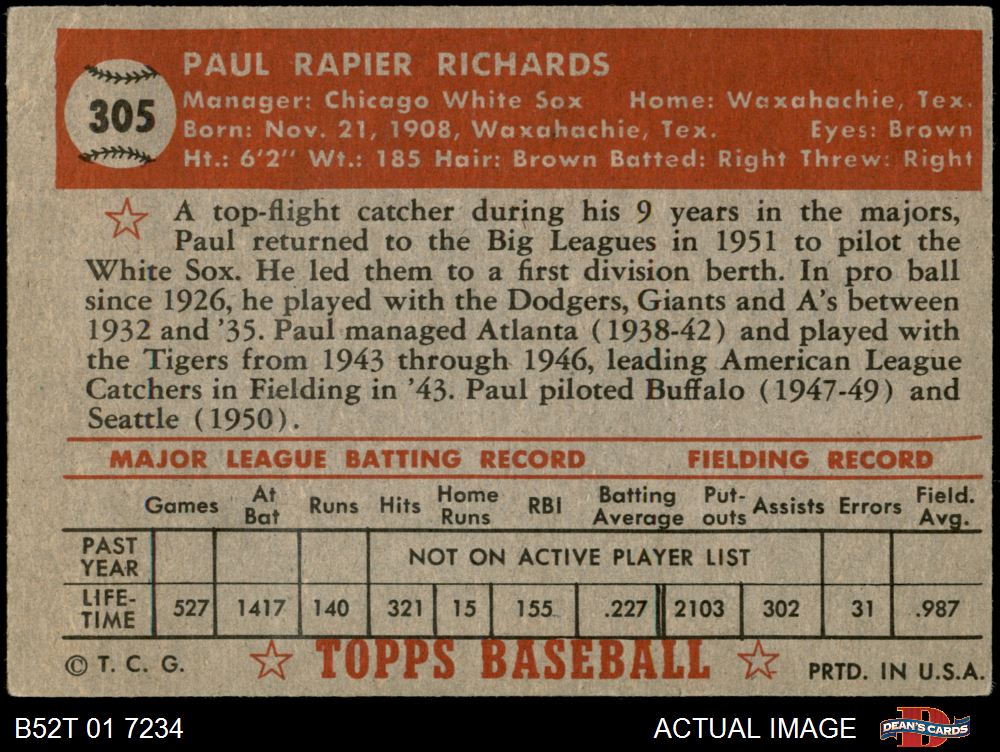 305
PAUL RAPIER RICHARDS
Manager: Chicago White Sox Home: Waxahachie, Tex.
Born: Nov. 21, 1908, Waxahachie, Tex. Eyes: Brown
Ht.: 6'2" Wt.: 185 Hair: Brown Batted: Right Threw: Right
A top-flight catcher during his 9 years in the majors,
Paul returned to the Big Leagues in 1951 to pilot the
White Sox. He led them to a first division berth. In pro ball
since 1926, he played with the Dodgers, Giants and A's between
1932 and '35. Paul managed Atlanta (1938-42) and played with
the Tigers from 1943 through 1946, leading American League
Catchers in Fielding in '43. Paul piloted Buffalo (1947-49) and
Seattle (1950).
MAJOR LEAGUE BATTING RECORD FIELDING RECORD
Games At Bat Runs Hits Home Runs RBI Batting Average Put-outs Assists Errors Field. Avg.
PAST YEAR NOT ON ACTIVE PLAYER LIST
LIFE-TIME 527 1417 140 321 15 155 .227 2103 302 31 .987
© T. C. G. TOPPS BASEBALL PRTD. IN U.S.A.
B52T 01 7234 ACTUAL IMAGE DEAN'S CARDS